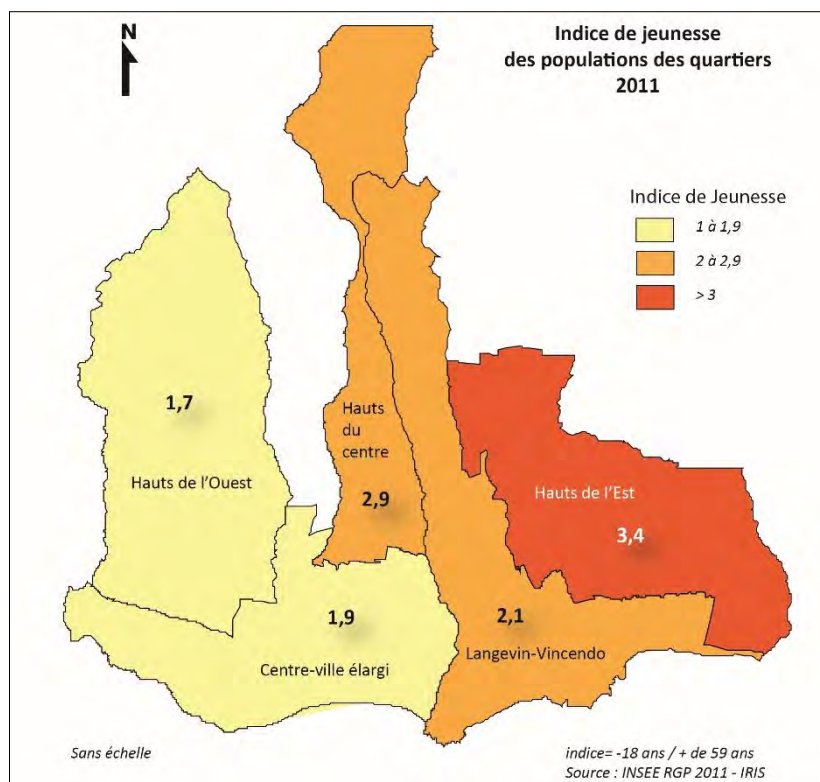 N
Indice de jeunesse
des populations des quartiers
2011
Indice de Jeunesse
1 à 1,9
2 à 2,9
> 3
1,7
Hauts de l'Ouest
Hauts
du
centre
2,9
Hauts de l'Est
3,4
1,9
Centre-ville élargi
2,1
Langevin-Vincendo
Sans échelle
indice= -18 ans / + de 59 ans
Source : INSEE RGP 2011 - IRIS